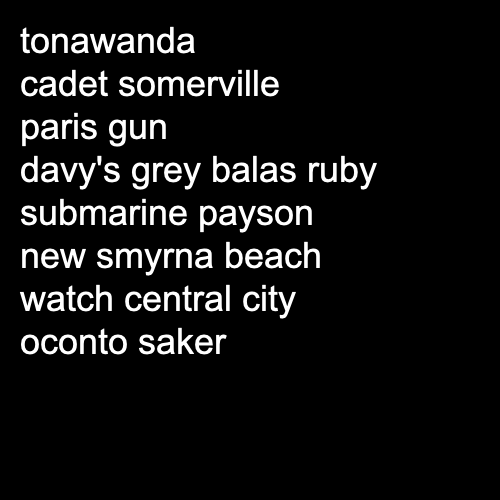 tonawanda
cadet somerville
paris gun
davy's grey balas ruby
submarine payson
new smyrna beach
watch central city
oconto saker